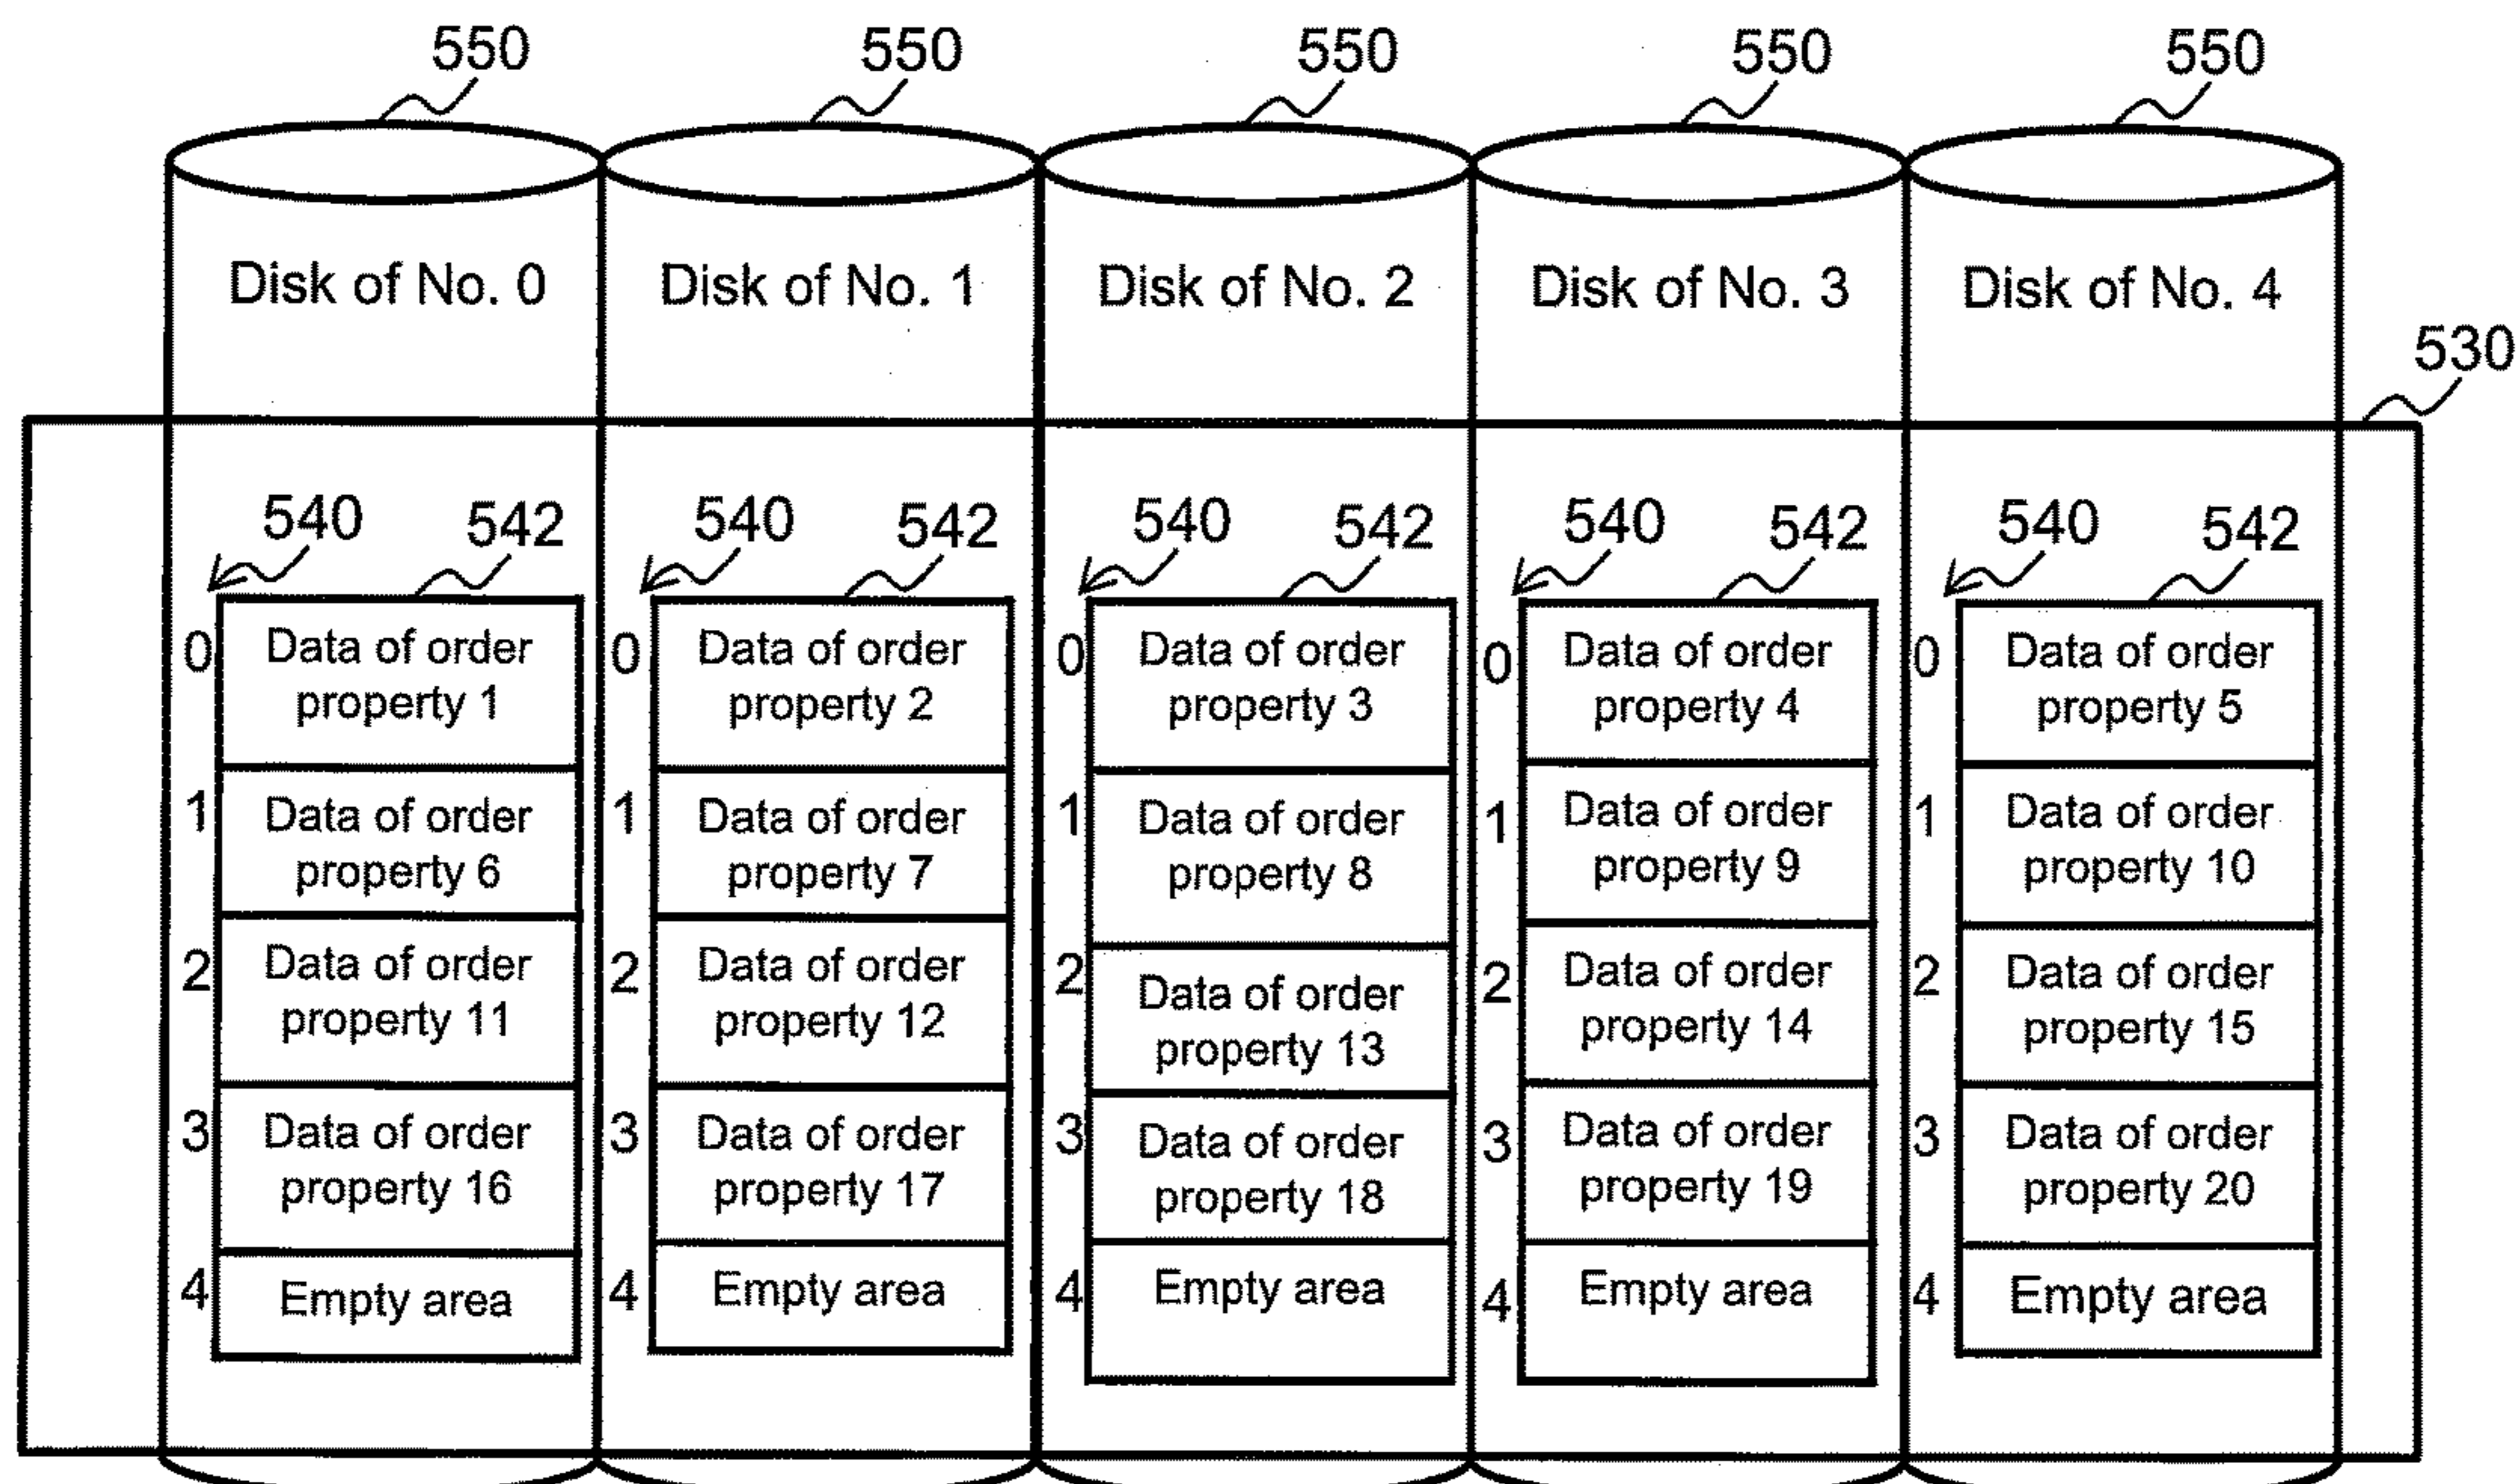 550 550 550 550 550
Disk of No. 0 Disk of No. 1 Disk of No. 2 Disk of No. 3 Disk of No. 4
530
540 542 540 542 540 542 540 542 540 542
0 Data of order 0 Data of order 0 Data of order 0 Data of order 0 Data of order
property 1 property 2 property 3 property 4 property 5
1 Data of order 1 Data of order 1 Data of order 1 Data of order 1 Data of order
property 6 property 7 property 8 property 9 property 10
2 Data of order 2 Data of order 2 Data of order 2 Data of order 2 Data of order
property 11 property 12 property 13 property 14 property 15
3 Data of order 3 Data of order 3 Data of order 3 Data of order 3 Data of order
property 16 property 17 property 18 property 19 property 20
4 Empty area 4 Empty area 4 Empty area 4 Empty area 4 Empty area